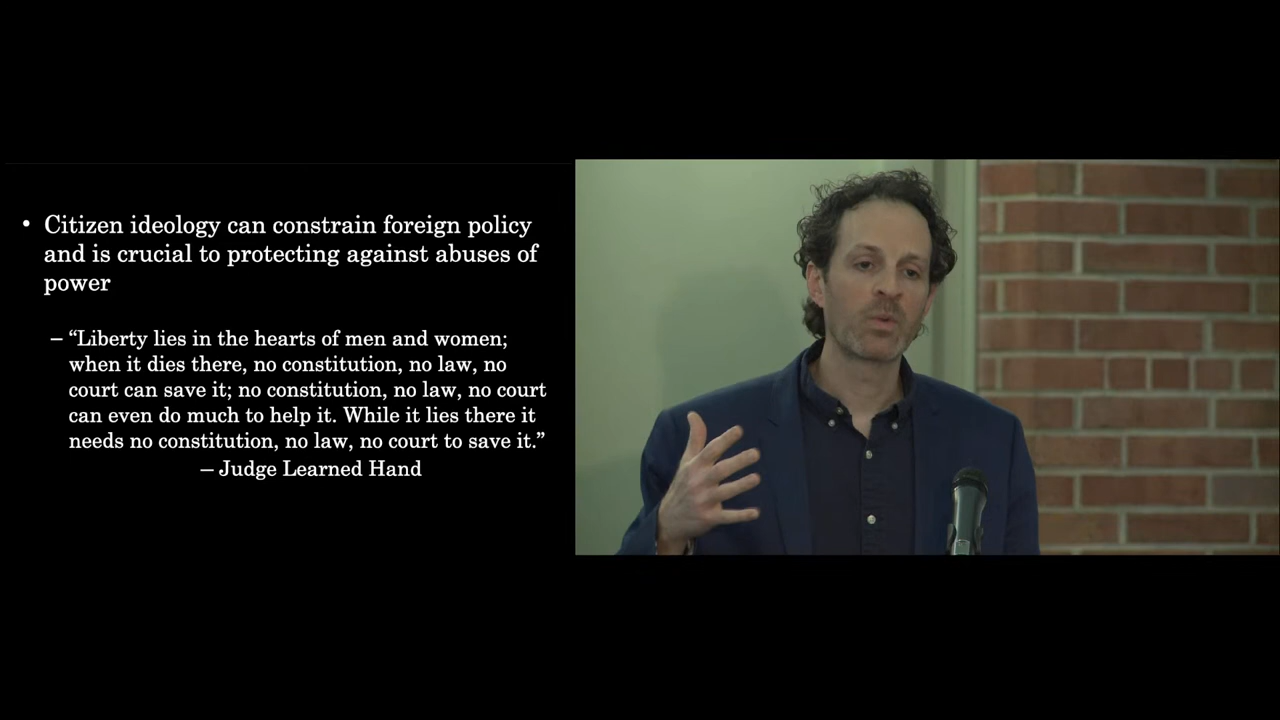 • Citizen ideology can constrain foreign policy
and is crucial to protecting against abuses of
power
– “Liberty lies in the hearts of men and women;
when it dies there, no constitution, no law, no
court can save it; no constitution, no law, no court
can even do much to help it. While it lies there it
needs no constitution, no law, no court to save it.”
– Judge Learned Hand